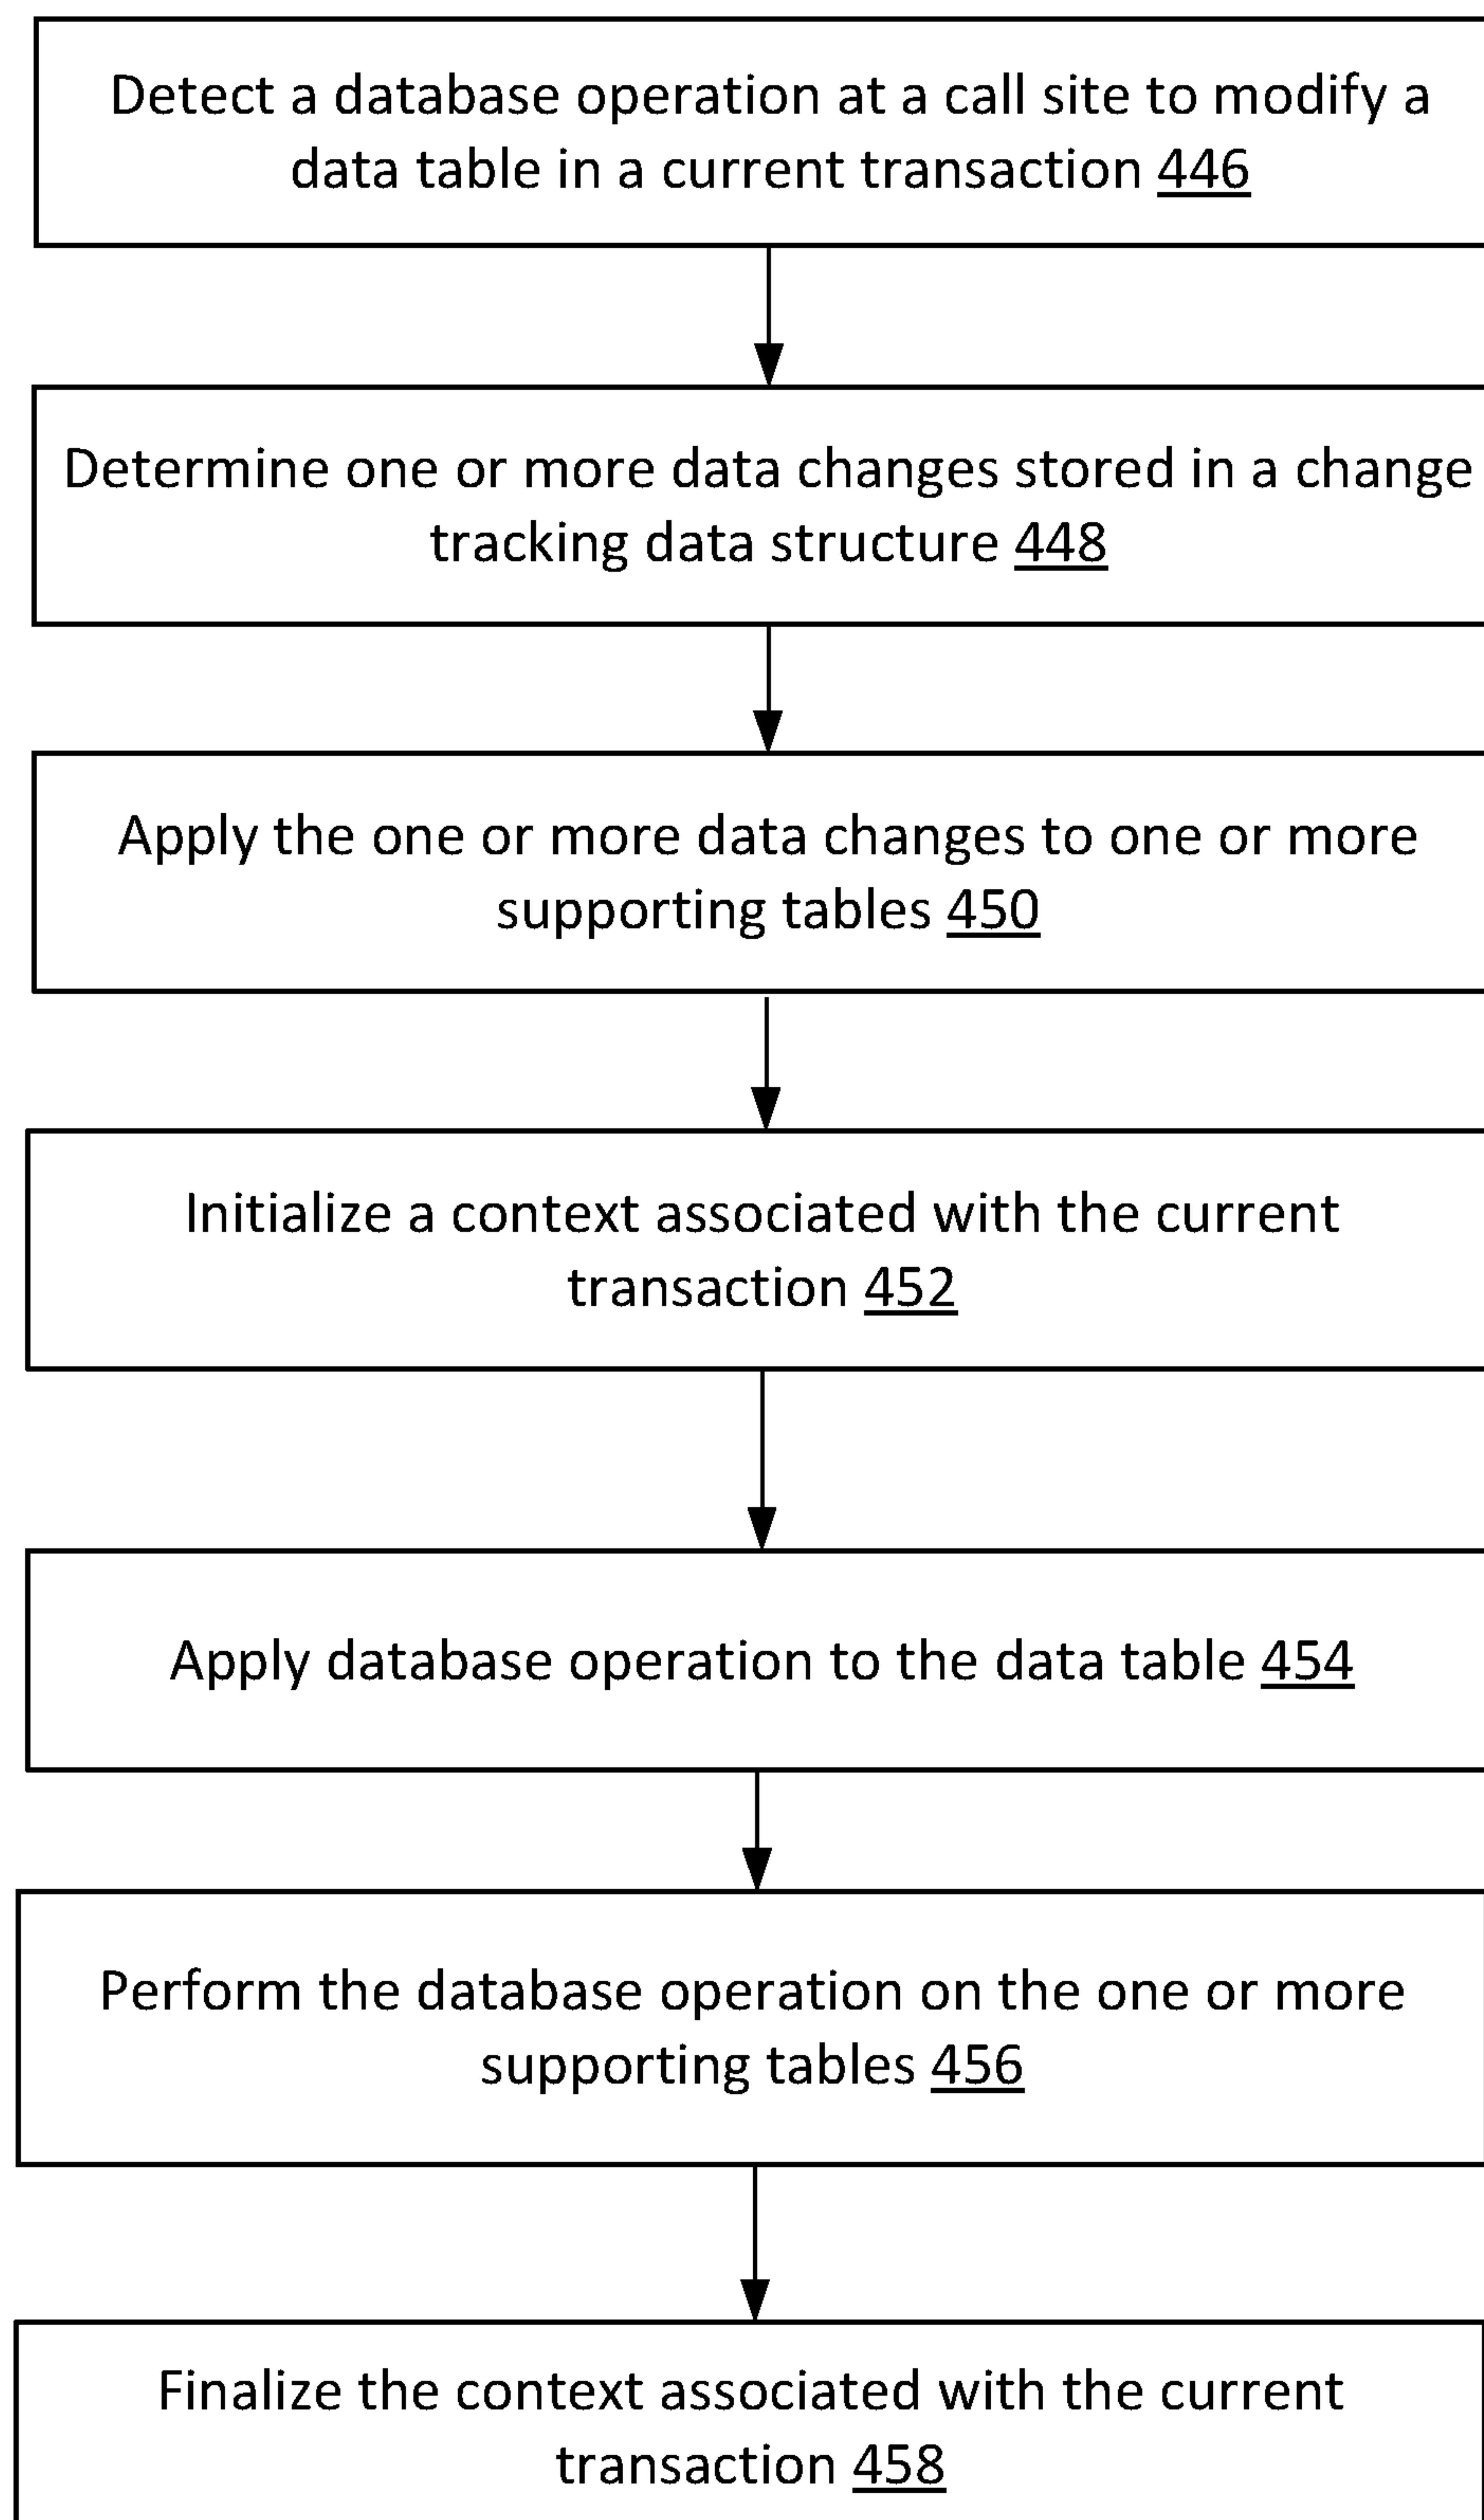 Detect a database operation at a call site to modify a
data table in a current transaction 446
Determine one or more data changes stored in a change
tracking data structure 448
Apply the one or more data changes to one or more
supporting tables 450
Initialize a context associated with the current
transaction 452
Apply database operation to the data table 454
Perform the database operation on the one or more
supporting tables 456
Finalize the context associated with the current
transaction 458